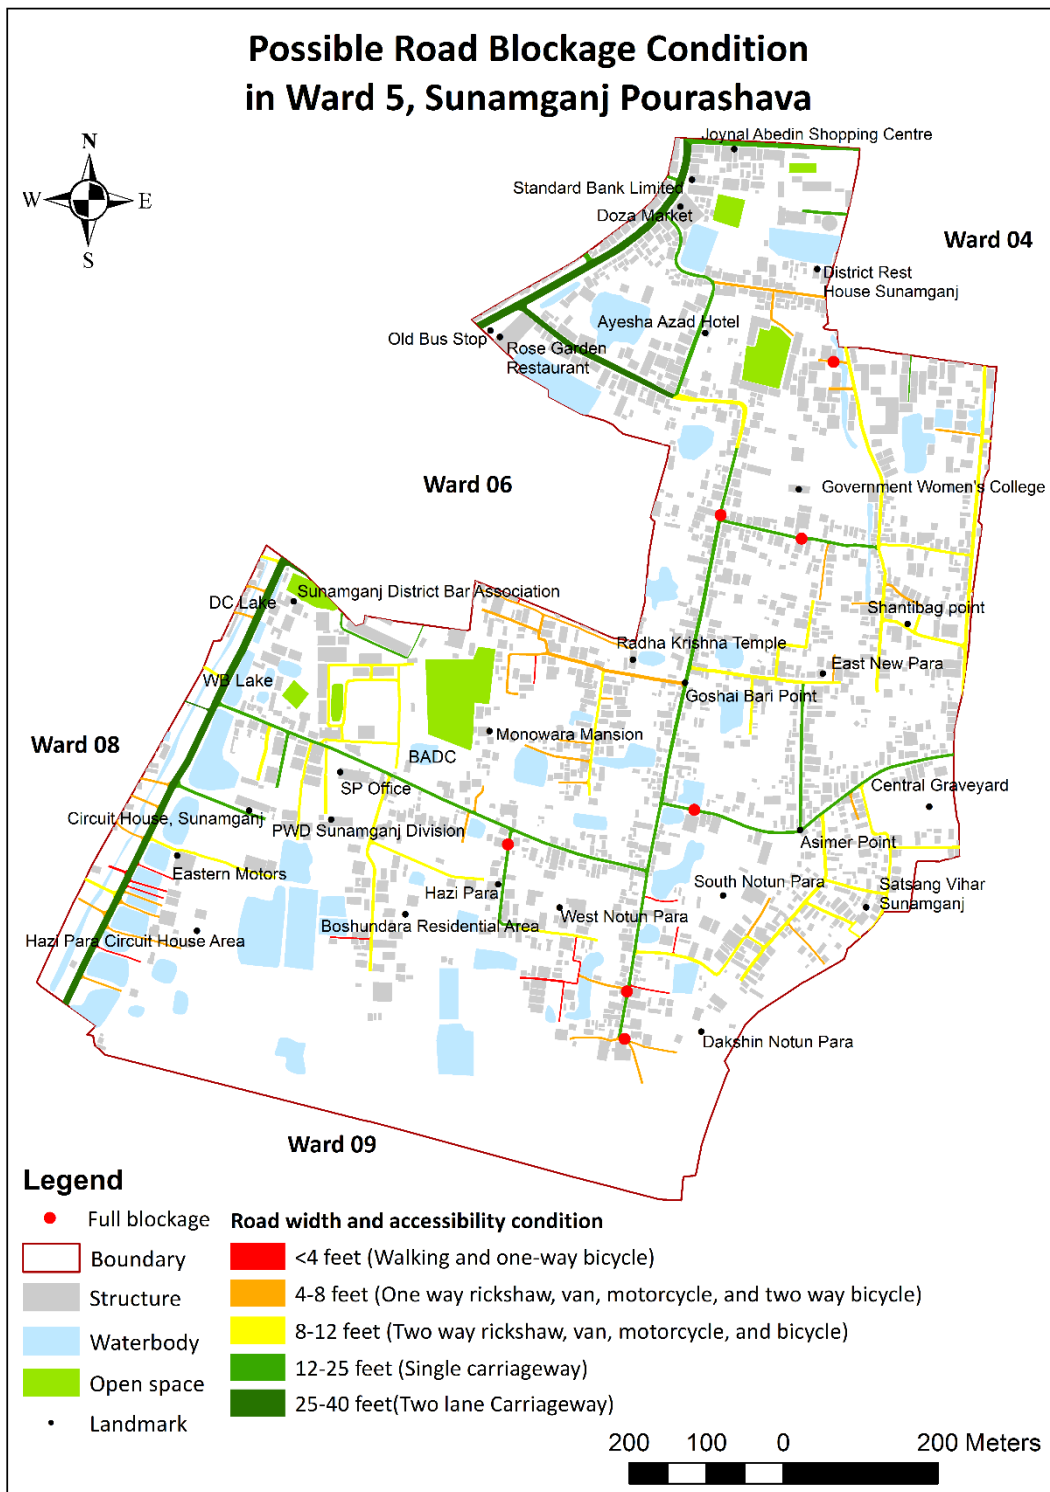 Possible Road Blockage Condition
in Ward 5, Sunamganj Pourashava
N
W
E
S
Joynal Abedin Shopping Centre
Standard Bank Limited
Doza Market
Ward 04
District Rest
House Sunamganj
Ayesha Azad Hotel
Old Bus Stop
Rose Garden
Restaurant
Ward 06
Government Women's College
Sunamganj District Bar Association
DC Lake
Shantibag point
Radha Krishna Temple
East New Para
WB Lake
Goshai Bari Point
Ward 08
Monowara Mansion
BADC
SP Office
Central Graveyard
Circuit House, Sunamganj
PWD Sunamganj Division
Asimer Point
Eastern Motors
Hazi Para
South Notun Para
Satsang Vihar
Sunamganj
West Notun Para
Boshundara Residential Area
Hazi Para Circuit House Area
Dakshin Notun Para
Ward 09
Legend
Full blockage
Boundary
Structure
Waterbody
Open space
Landmark
Road width and accessibility condition
<4 feet (Walking and one-way bicycle)
4-8 feet (One way rickshaw, van, motorcycle, and two way bicycle)
8-12 feet (Two way rickshaw, van, motorcycle, and bicycle)
12-25 feet (Single carriageway)
25-40 feet(Two lane Carriageway)
200 100 0 200 Meters